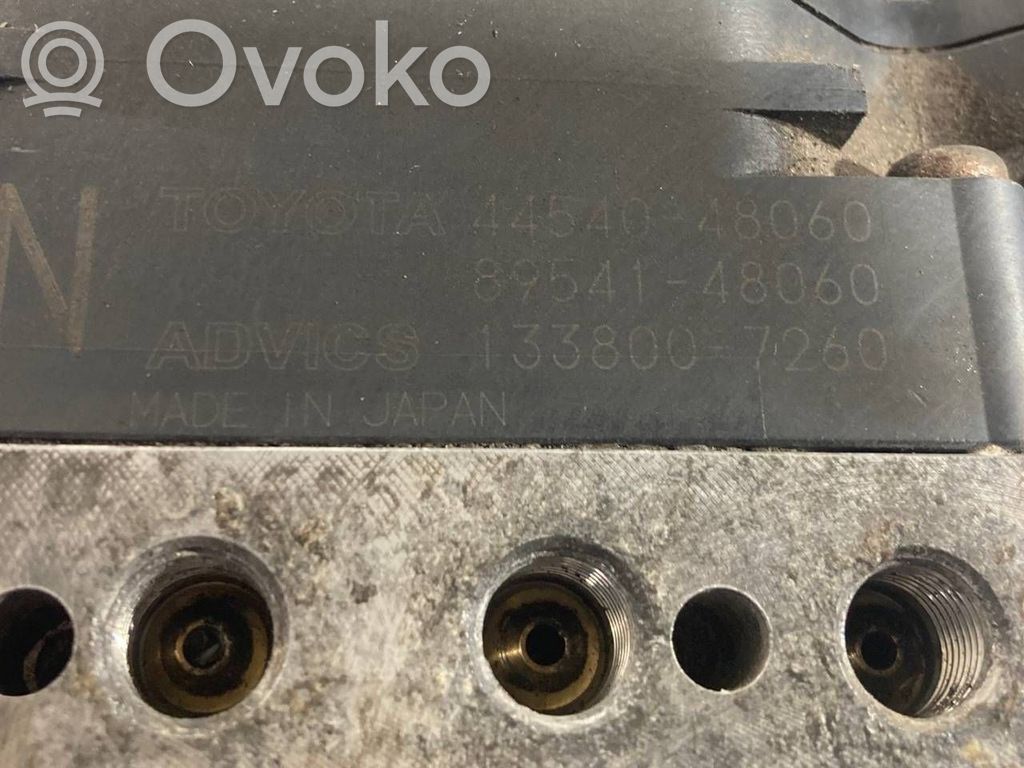 Ovoko
N
TOYOTA 44540-48060
89541-48060
ADVICS 133800-7260
MADE IN JAPAN